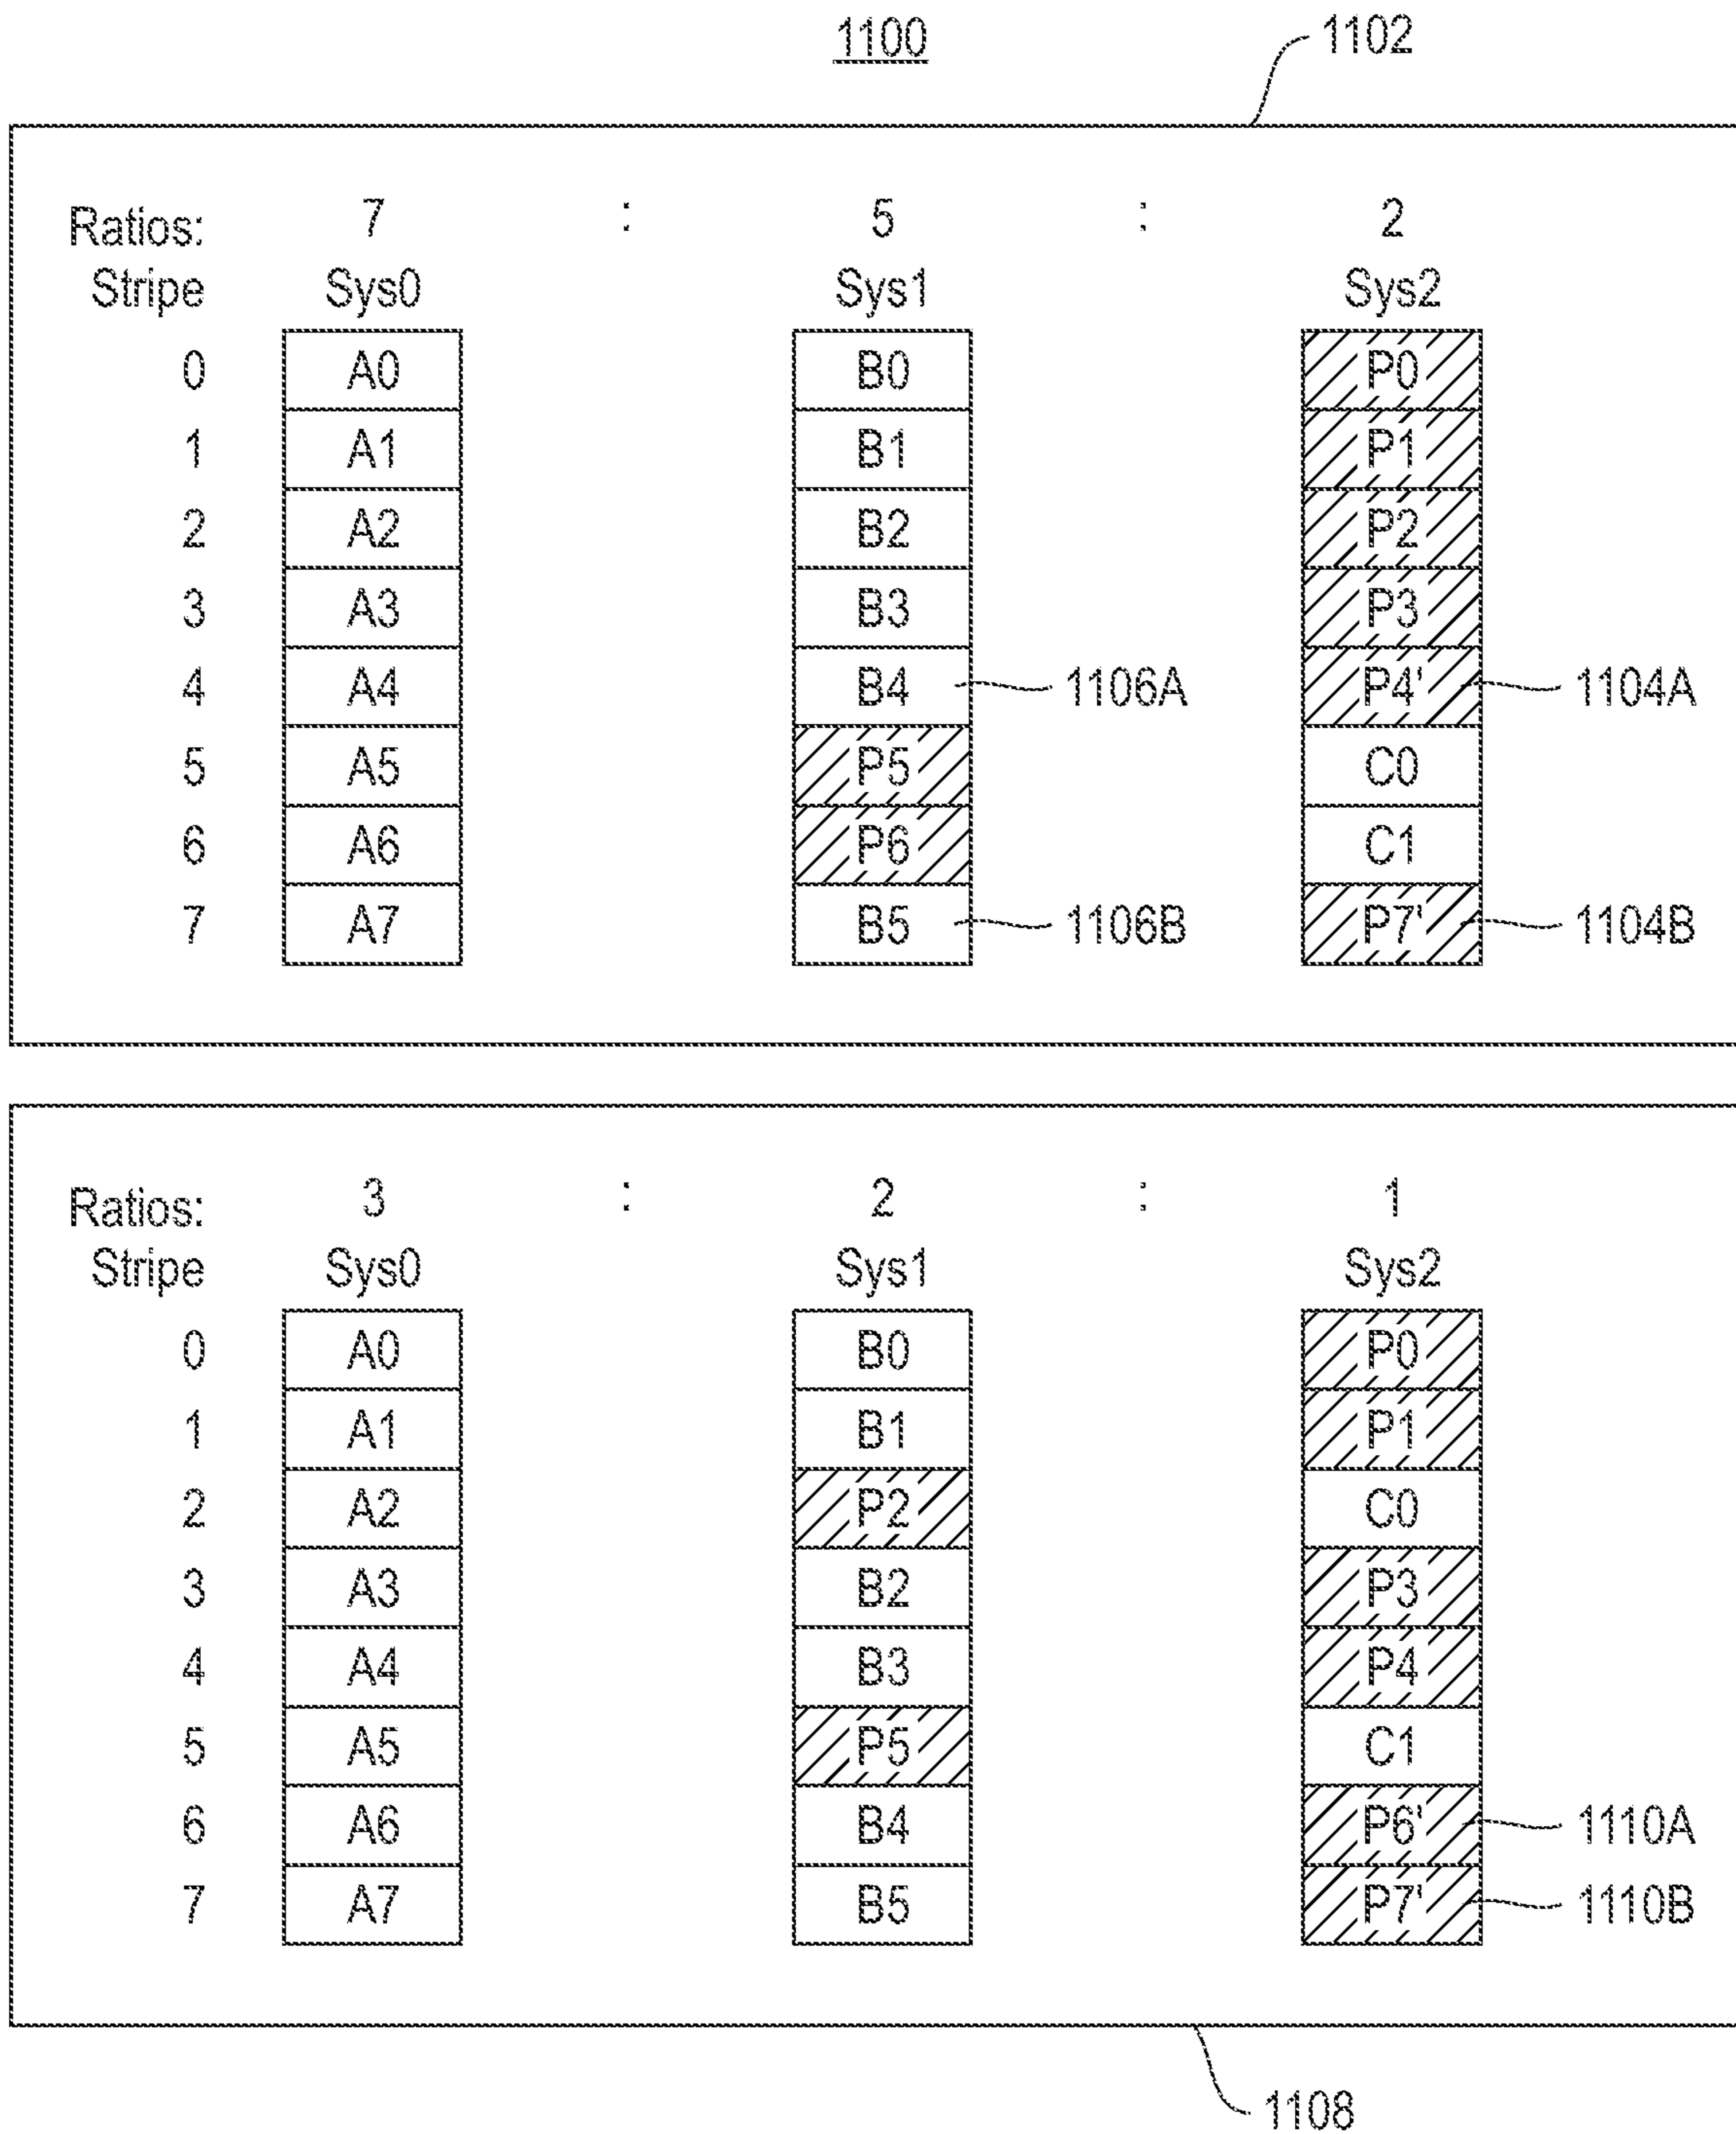 1100
1102
Ratios: 7 : 5 : 2
Stripe Sys0 Sys1 Sys2
0 A0 B0 P0
1 A1 B1 P1
2 A2 B2 P2
3 A3 B3 P3
4 A4 B4 1106A P4' 1104A
5 A5 P5 C0
6 A6 P6 C1
7 A7 B5 1106B P7' 1104B
Ratios: 3 : 2 : 1
Stripe Sys0 Sys1 Sys2
0 A0 B0 P0
1 A1 B1 P1
2 A2 P2 C0
3 A3 B2 P3
4 A4 B3 P4
5 A5 P5 C1
6 A6 B4 P6' 1110A
7 A7 B5 P7' 1110B
1108